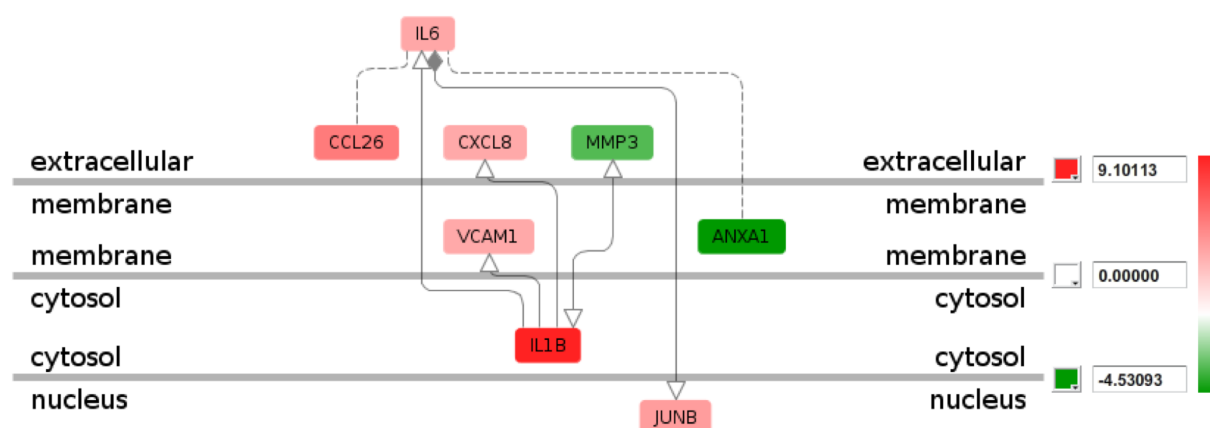 IL6
CCL26 CXCL8 MMP3
extracellular extracellular 9.10113
membrane membrane
VCAM1 ANXA1
membrane membrane
0.00000
cytosol cytosol
IL1B
cytosol cytosol
-4.53093
nucleus nucleus
JUNB